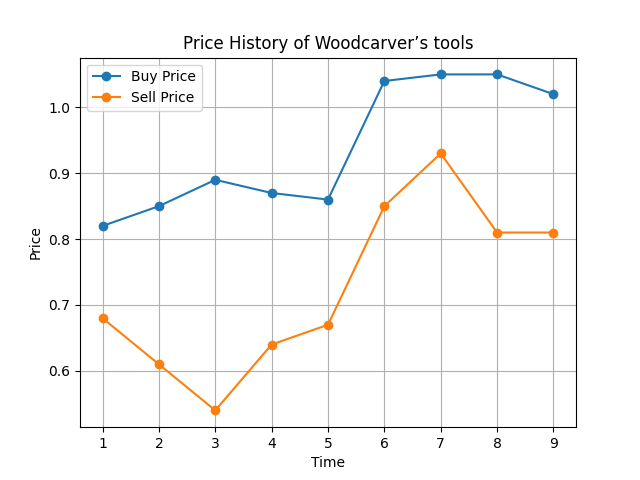 Price History of Woodcarver’s tools
Buy Price
Sell Price
1.0
0.9
0.8
0.7
0.6
Price
1 2 3 4 5 6 7 8 9
Time